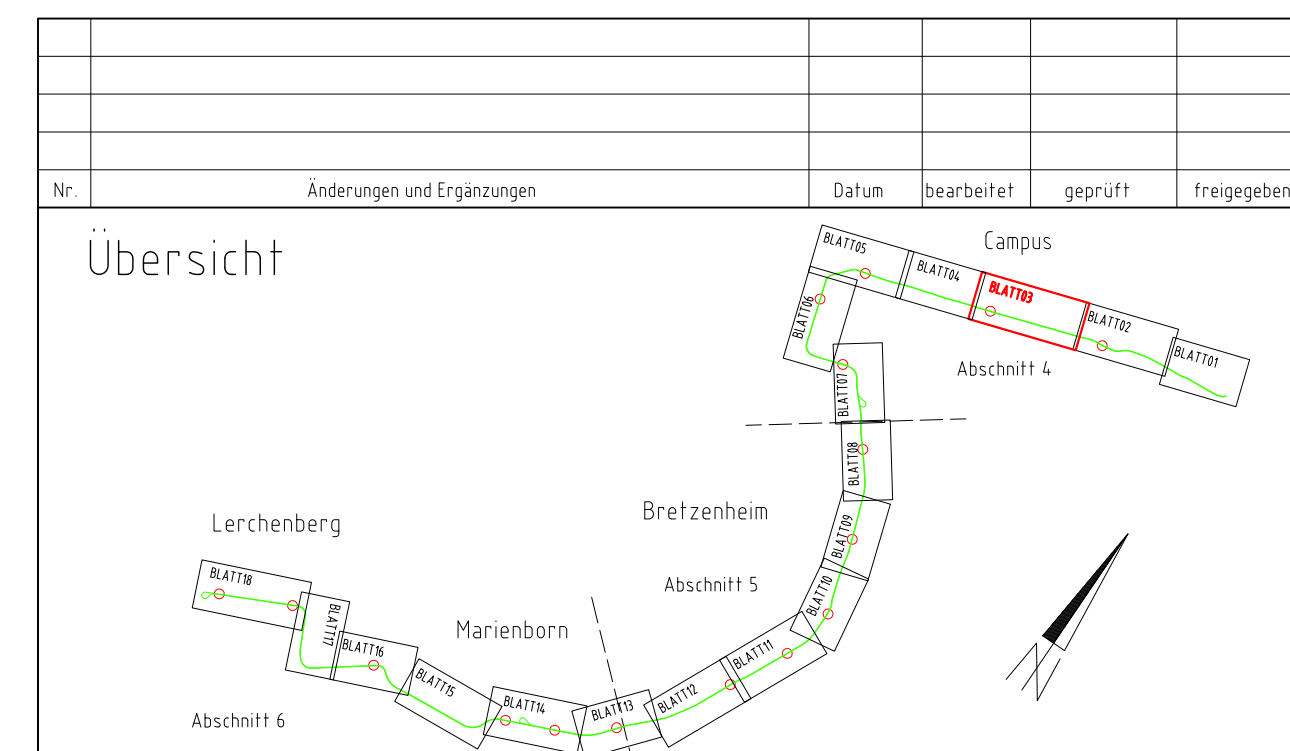 Nr. Änderungen und Ergänzungen Datum bearbeitet geprüft freigegeben
Übersicht
Campus
BLATT05
BLATT04
BLATT03
BLATT02
BLATT01
BLATT06
Abschnitt 4
BLATT07
BLATT08
Bretzenheim
Lerchenberg
BLATT09
Abschnitt 5
BLATT18
BLATT10
BLATT17
Marienborn
BLATT16
BLATT11
BLATT15
BLATT12
BLATT14
BLATT13
Abschnitt 6
N